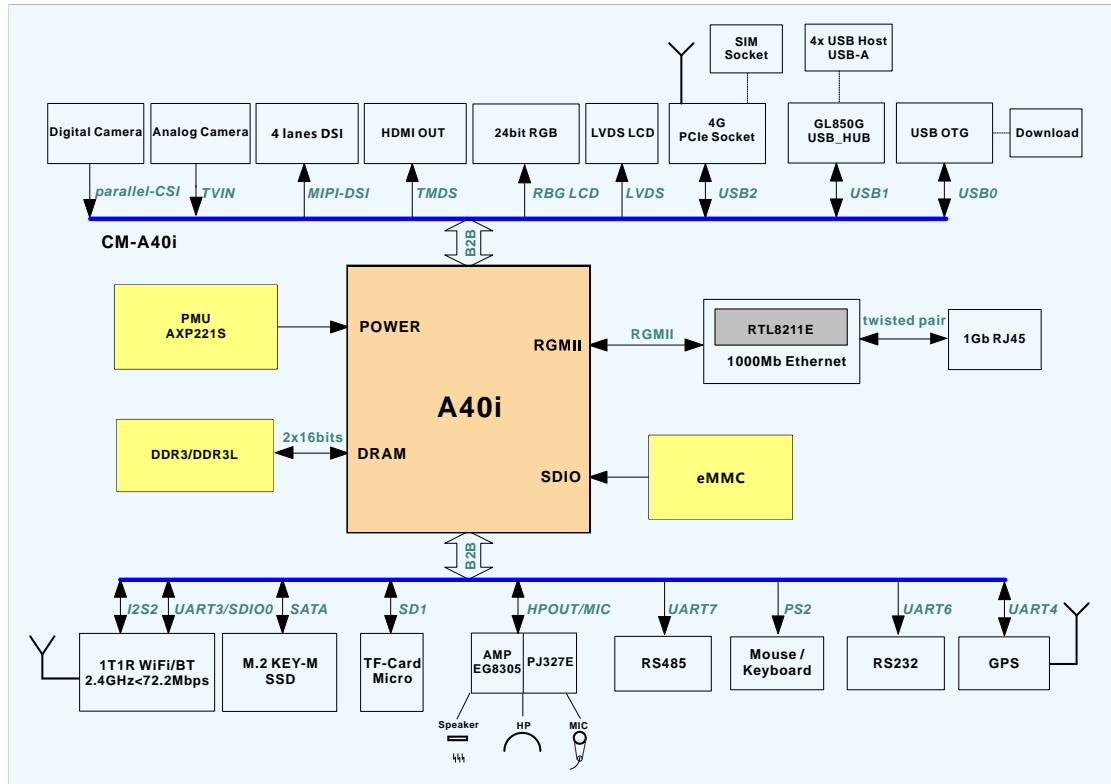 SIM
Socket
4x USB Host
USB-A
Digital Camera
Analog Camera
4 lanes DSI
HDMI OUT
24bit RGB
LVDS LCD
4G
PCIe Socket
GL850G
USB_HUB
USB OTG
Download
parallel-CSI
TVIN
MIPI-DSI
TMDS
RBG LCD
LVDS
USB2
USB1
USB0
CM-A40i
B2B
PMU
AXP221S
POWER
RGMII
RGMII
RTL8211E
1000Mb Ethernet
twisted pair
1Gb RJ45
A40i
DDR3/DDR3L
2x16bits
DRAM
SDIO
eMMC
B2B
I2S2
UART3/SDIO0
SATA
SD1
HPOUT/MIC
UART7
PS2
UART6
UART4
1T1R WiFi/BT
2.4GHz<72.2Mbps
M.2 KEY-M
SSD
TF-Card
Micro
AMP
EG8305
PJ327E
RS485
Mouse /
Keyboard
RS232
GPS
Speaker
HP
MIC